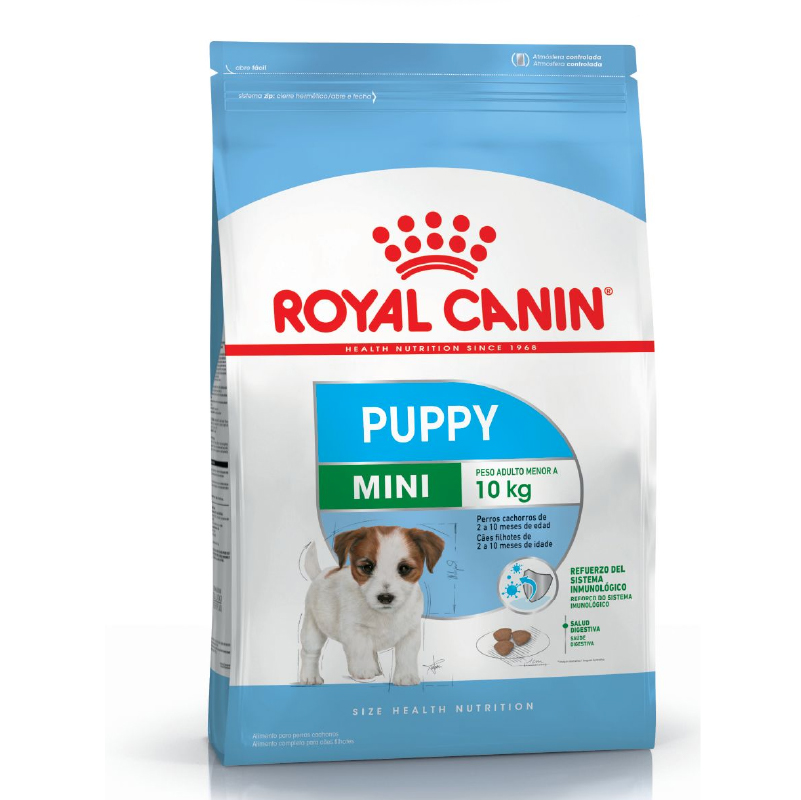 abre fácil
Atmósfera controlada
Atmosfera controlada
sistema zip: cierre hermético/abre e fecha
ROYAL CANIN®
HEALTH NUTRITION SINCE 1968
PUPPY
MINI
PESO ADULTO MENOR A
10 kg
Perros cachorros de
2 a 10 meses de edad
Cães filhotes de
2 a 10 meses de idade
REFUERZO DEL
SISTEMA
INMUNOLÓGICO
REFORÇO DO SISTEMA
IMUNOLÓGICO
SALUD
DIGESTIVA
SAÚDE
DIGESTIVA
SIZE HEALTH NUTRITION
Alimento para perros cachorros
Alimento completo para cães filhotes